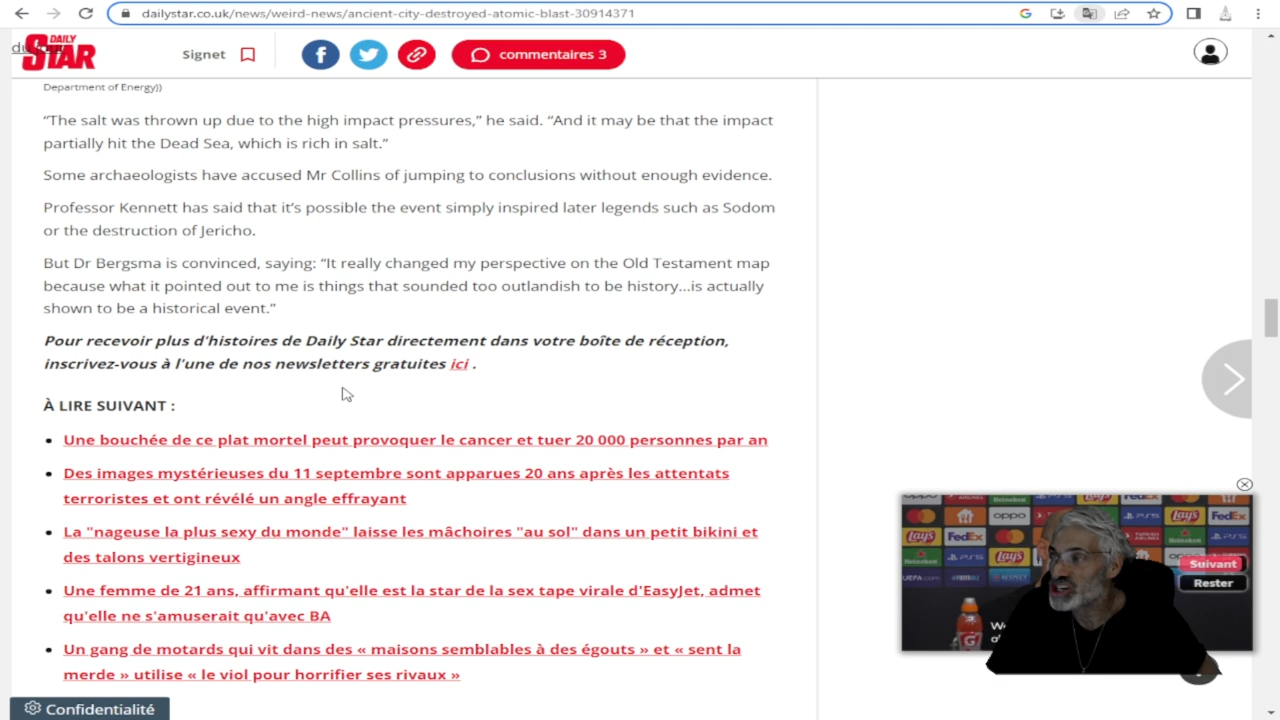 dailystar.co.uk/news/weird-news/ancient-city-destroyed-atomic-blast-30914371
DAILY STAR
Signet
commentaires 3
Department of Energy))
“The salt was thrown up due to the high impact pressures,” he said. “And it may be that the impact
partially hit the Dead Sea, which is rich in salt.”
Some archaeologists have accused Mr Collins of jumping to conclusions without enough evidence.
Professor Kennett has said that it’s possible the event simply inspired later legends such as Sodom
or the destruction of Jericho.
But Dr Bergsma is convinced, saying: “It really changed my perspective on the Old Testament map
because what it pointed out to me is things that sounded too outlandish to be history...is actually
shown to be a historical event.”
Pour recevoir plus d'histoires de Daily Star directement dans votre boîte de réception,
inscrivez-vous à l'une de nos newsletters gratuites ici .
À LIRE SUIVANT :
Une bouchée de ce plat mortel peut provoquer le cancer et tuer 20 000 personnes par an
Des images mystérieuses du 11 septembre sont apparues 20 ans après les attentats
terroristes et ont révélé un angle effrayant
La "nageuse la plus sexy du monde" laisse les mâchoires "au sol" dans un petit bikini et
des talons vertigineux
Une femme de 21 ans, affirmant qu'elle est la star de la sex tape virale d'EasyJet, admet
qu'elle ne s'amuserait qu'avec BA
Un gang de motards qui vit dans des « maisons semblables à des égouts » et « sent la
merde » utilise « le viol pour horrifier ses rivaux »
Heineken
Lay's
FedEx
oppo
PS5
Suivant
Rester
Confidentialité